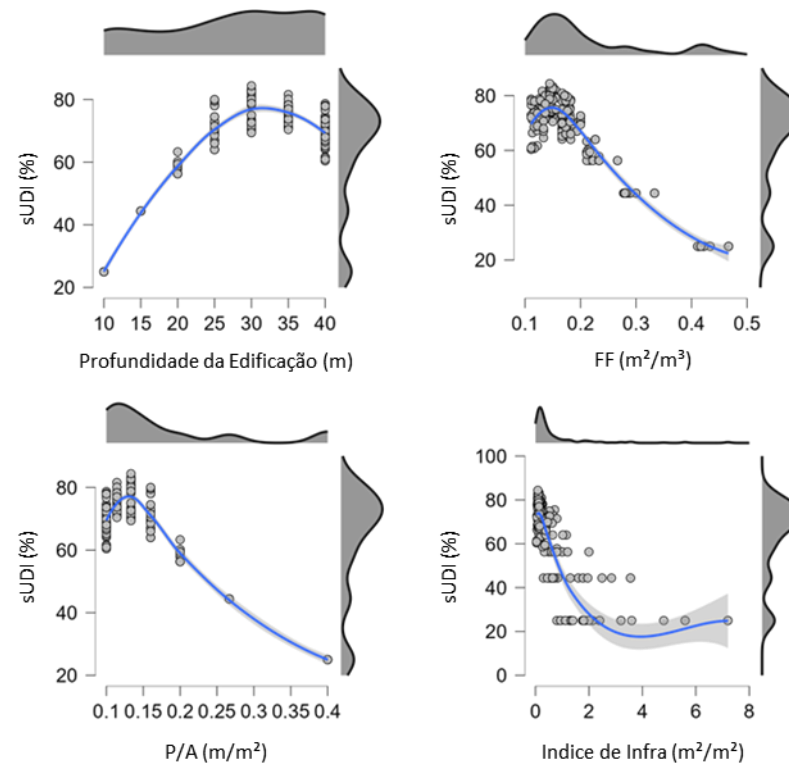 sUDI (%)
80
60
40
20
10 15 20 25 30 35 40
Profundidade da Edificação (m)
sUDI (%)
80
60
40
20
0.1 0.2 0.3 0.4 0.5
FF (m²/m³)
sUDI (%)
80
60
40
20
0.1 0.15 0.2 0.25 0.3 0.35 0.4
P/A (m/m²)
sUDI (%)
100
80
60
40
20
0
0 2 4 6 8
Indice de Infra (m²/m²)